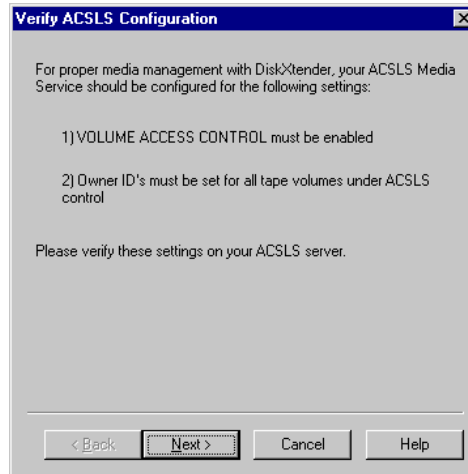 Verify ACSLS Configuration
For proper media management with DiskXtender, your ACSLS Media
Service should be configured for the following settings:
1) VOLUME ACCESS CONTROL must be enabled
2) Owner ID's must be set for all tape volumes under ACSLS
control
Please verify these settings on your ACSLS server.
< Back Next > Cancel Help